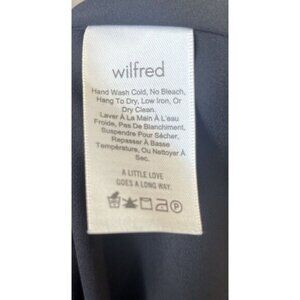 wilfred
Hand Wash Cold, No Bleach,
Hang To Dry, Low Iron, Or
Dry Clean.
Laver À La Main À L'eau
Froide, Pas De Blanchiment,
Suspendre Pour Sécher,
Repasser À Basse
Température, Ou Nettoyer À
Sec.
A LITTLE LOVE
GOES A LONG WAY.